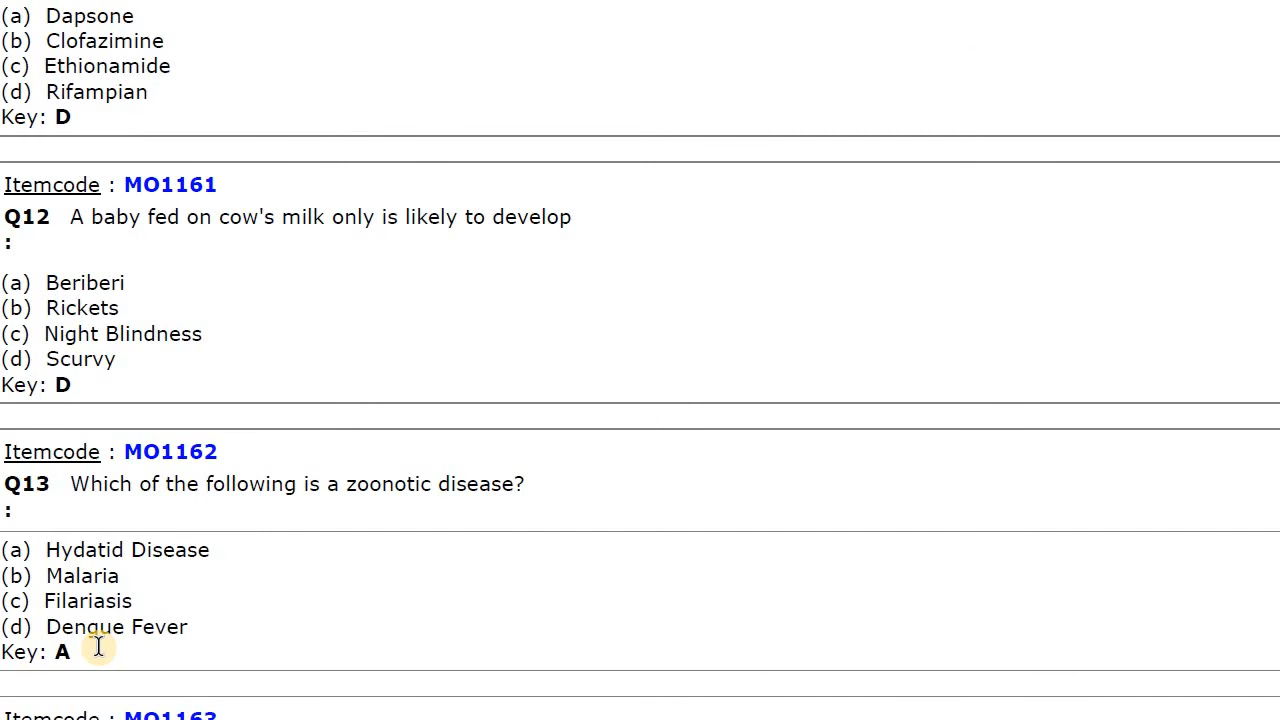 (a) Dapsone
(b) Clofazimine
(c) Ethionamide
(d) Rifampian
Key: D
Itemcode : MO1161
Q12 A baby fed on cow's milk only is likely to develop
:
(a) Beriberi
(b) Rickets
(c) Night Blindness
(d) Scurvy
Key: D
Itemcode : MO1162
Q13 Which of the following is a zoonotic disease?
:
(a) Hydatid Disease
(b) Malaria
(c) Filariasis
(d) Dengue Fever
Key: A
Itemcode : MO1163